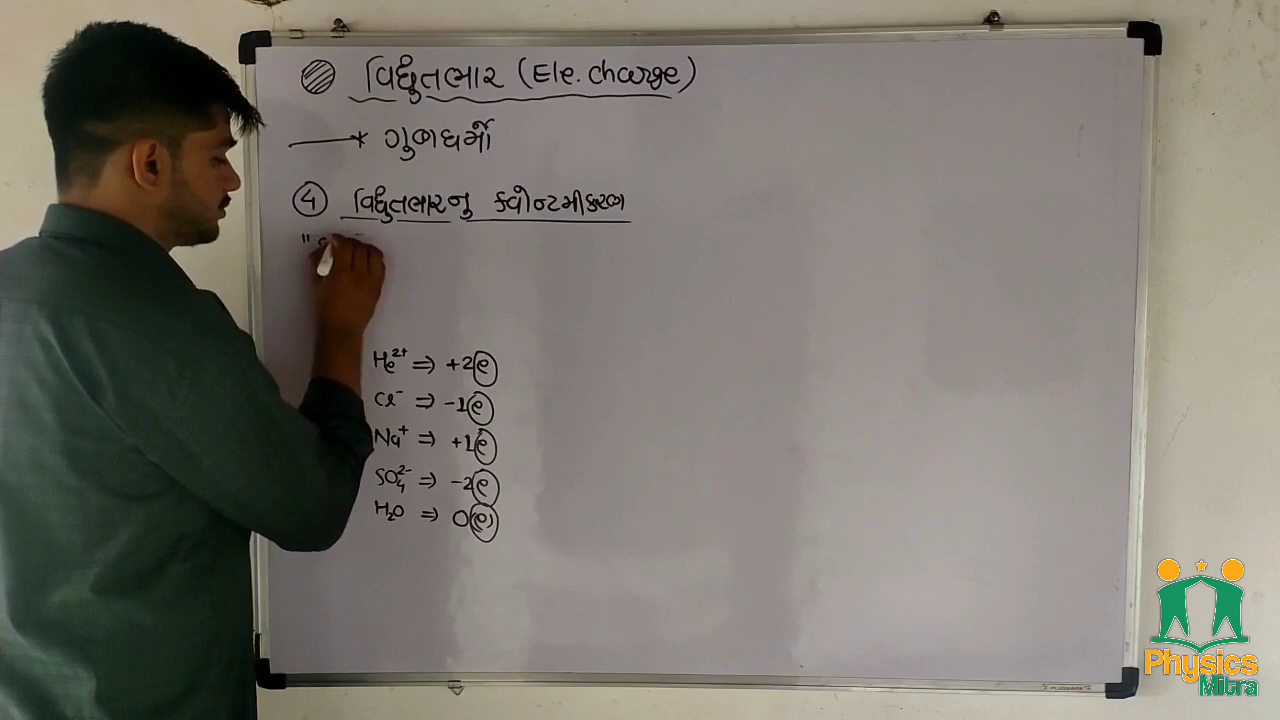 વિદ્યુતભાર (Ele. charge)
ગુણધર્મો
④ વિદ્યુતભારનુ ક્વોન્ટમીકરણ
"
He²⁺ ⇒ +2e
Cl⁻ ⇒ -1e
Na⁺ ⇒ +1e
SO₄²⁻ ⇒ -2e
H₂O ⇒ 0(e)
Physics
Mitra